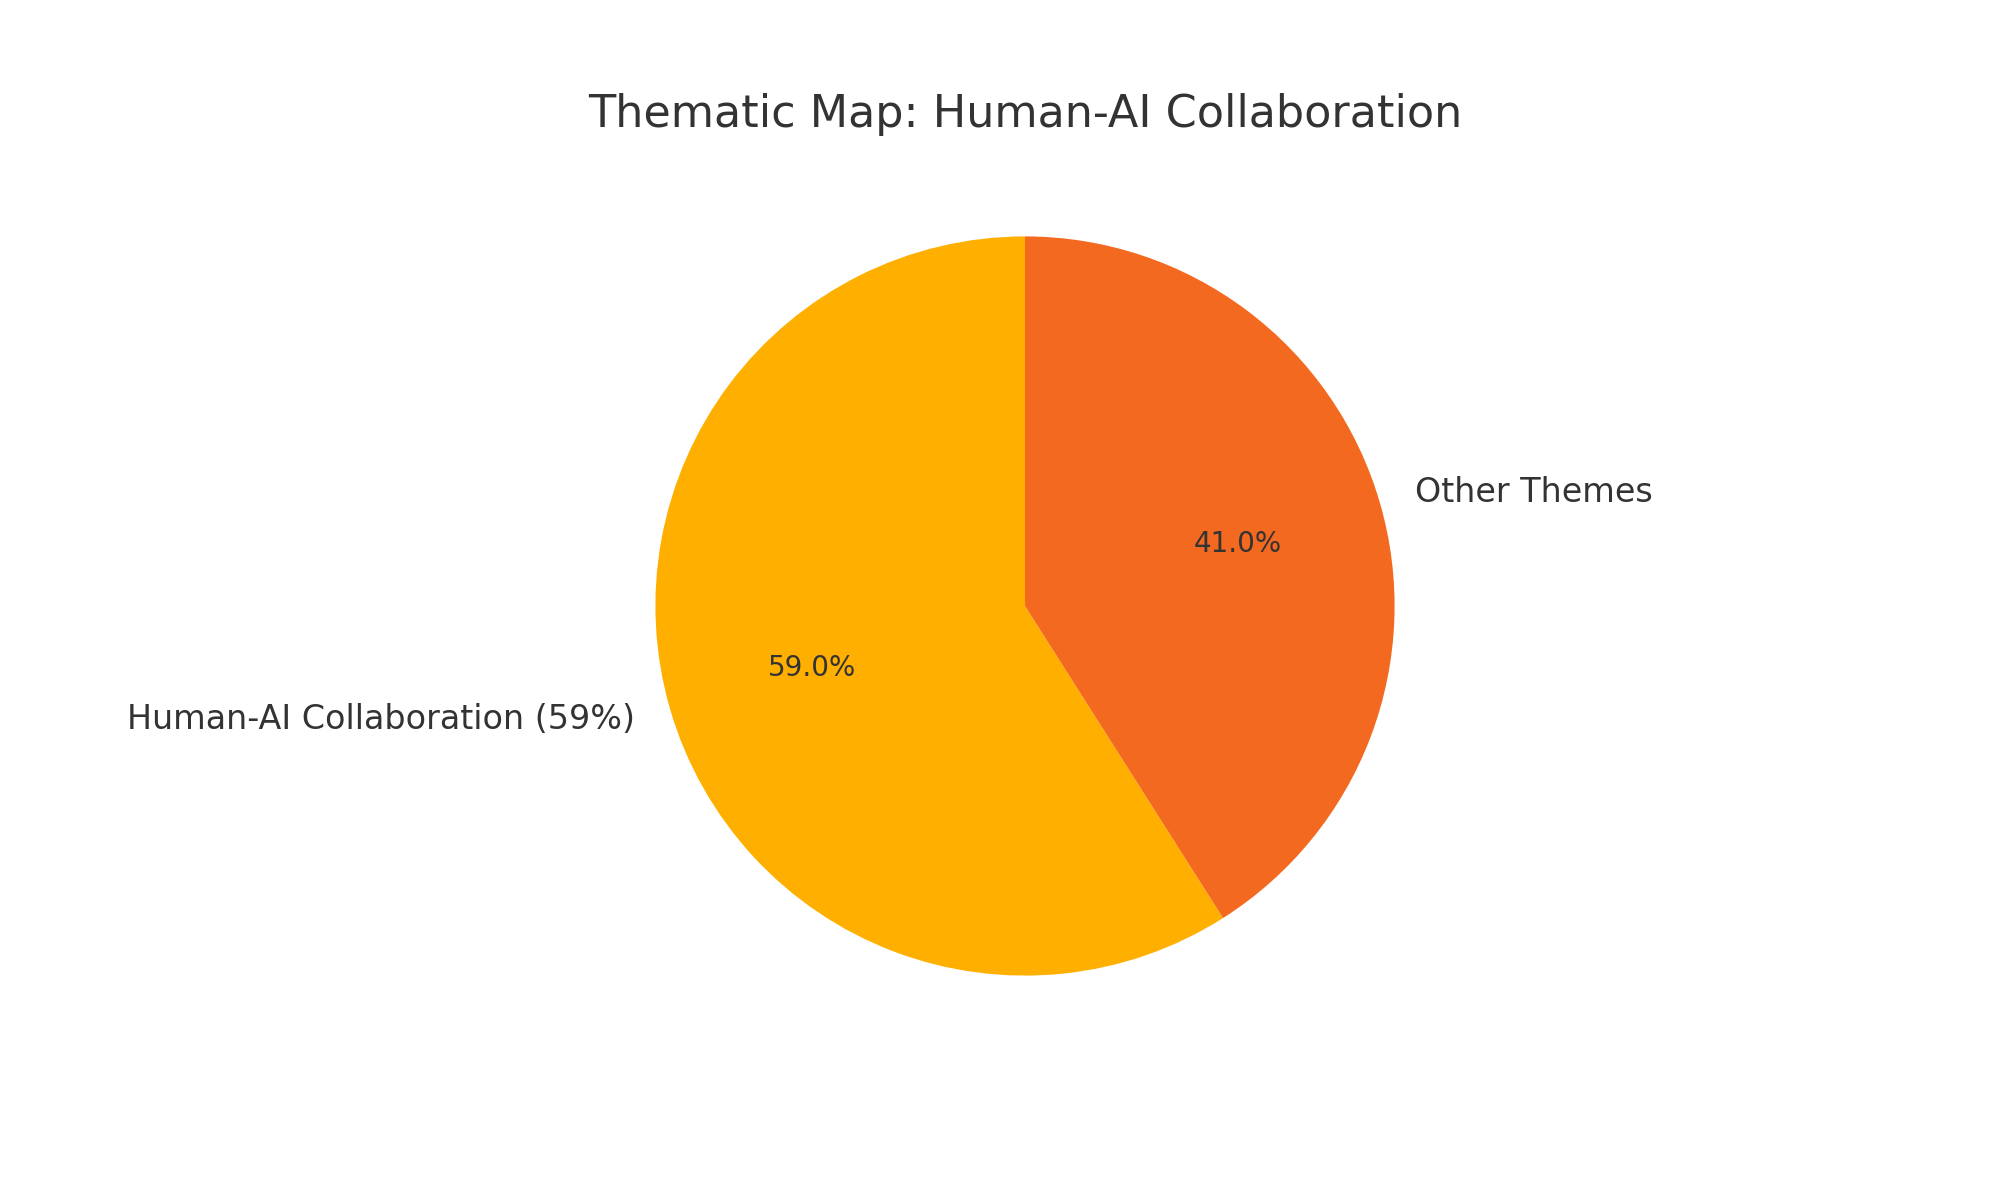 Thematic Map: Human-AI Collaboration
Other Themes
41.0%
59.0%
Human-AI Collaboration (59%)